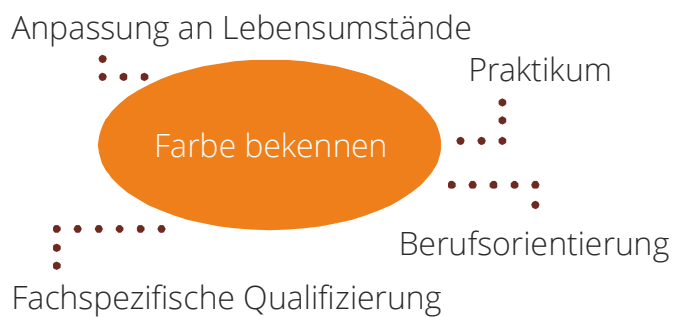 Anpassung an Lebensumstände
Praktikum
Farbe bekennen
Berufsorientierung
Fachspezifische Qualifizierung